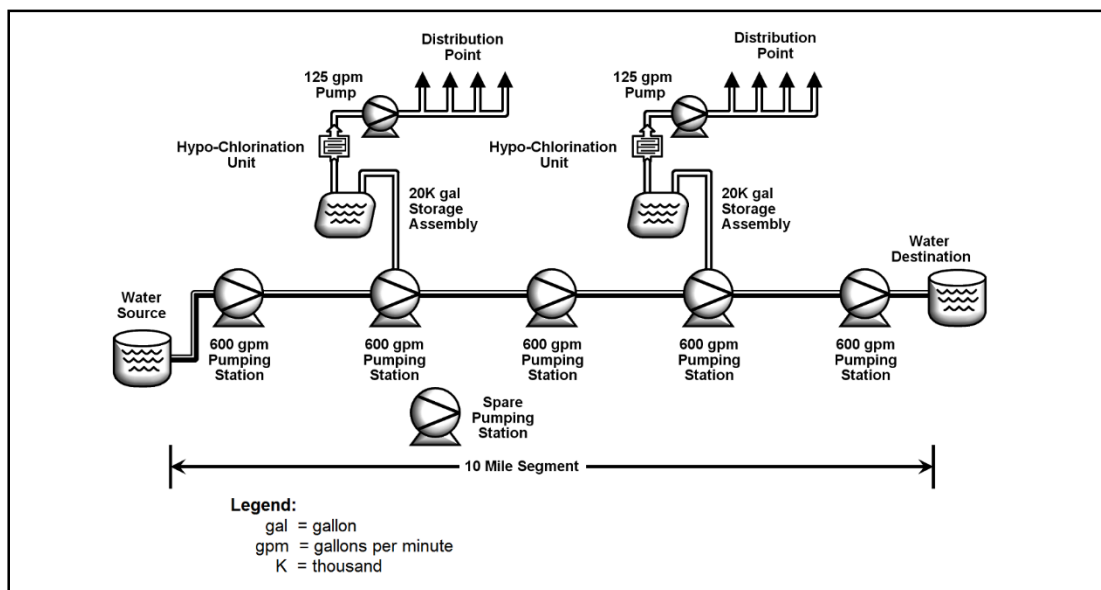 Distribution
Point
125 gpm
Pump
Hypo-Chlorination
Unit
20K gal
Storage
Assembly
Distribution
Point
125 gpm
Pump
Hypo-Chlorination
Unit
20K gal
Storage
Assembly
Water
Destination
Water
Source
600 gpm
Pumping
Station
600 gpm
Pumping
Station
600 gpm
Pumping
Station
600 gpm
Pumping
Station
600 gpm
Pumping
Station
Spare
Pumping
Station
10 Mile Segment
Legend:
gal = gallon
gpm = gallons per minute
K = thousand